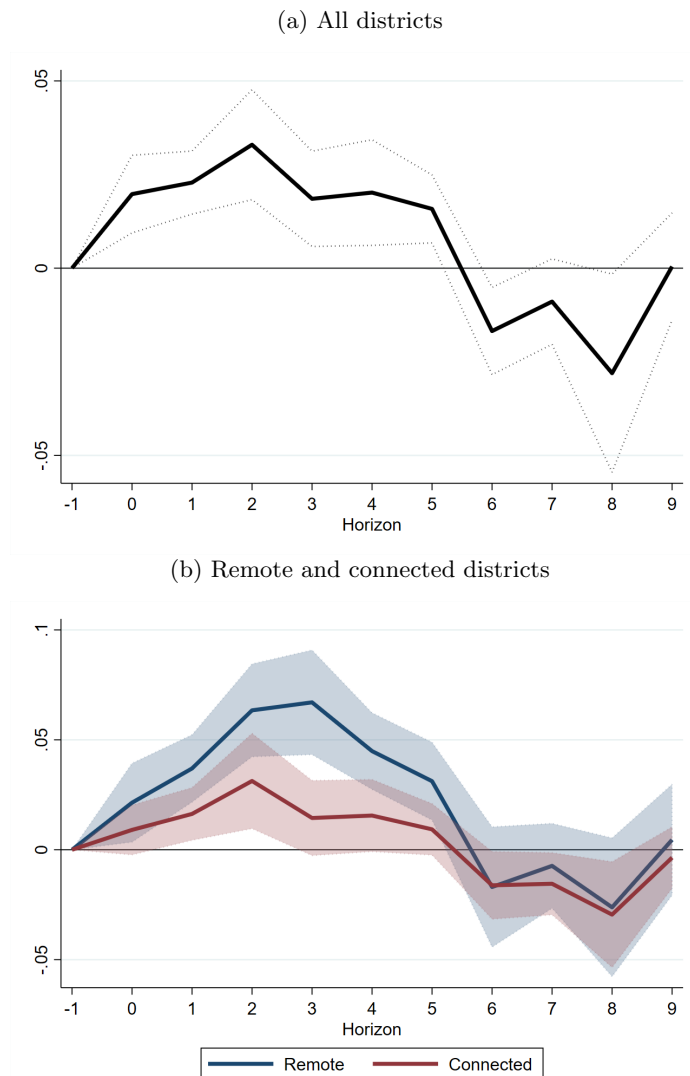 (a) All districts
.05
0
-.05
-1 0 1 2 3 4 5 6 7 8 9
Horizon
(b) Remote and connected districts
.1
.05
0
-.05
-1 0 1 2 3 4 5 6 7 8 9
Horizon
Remote Connected